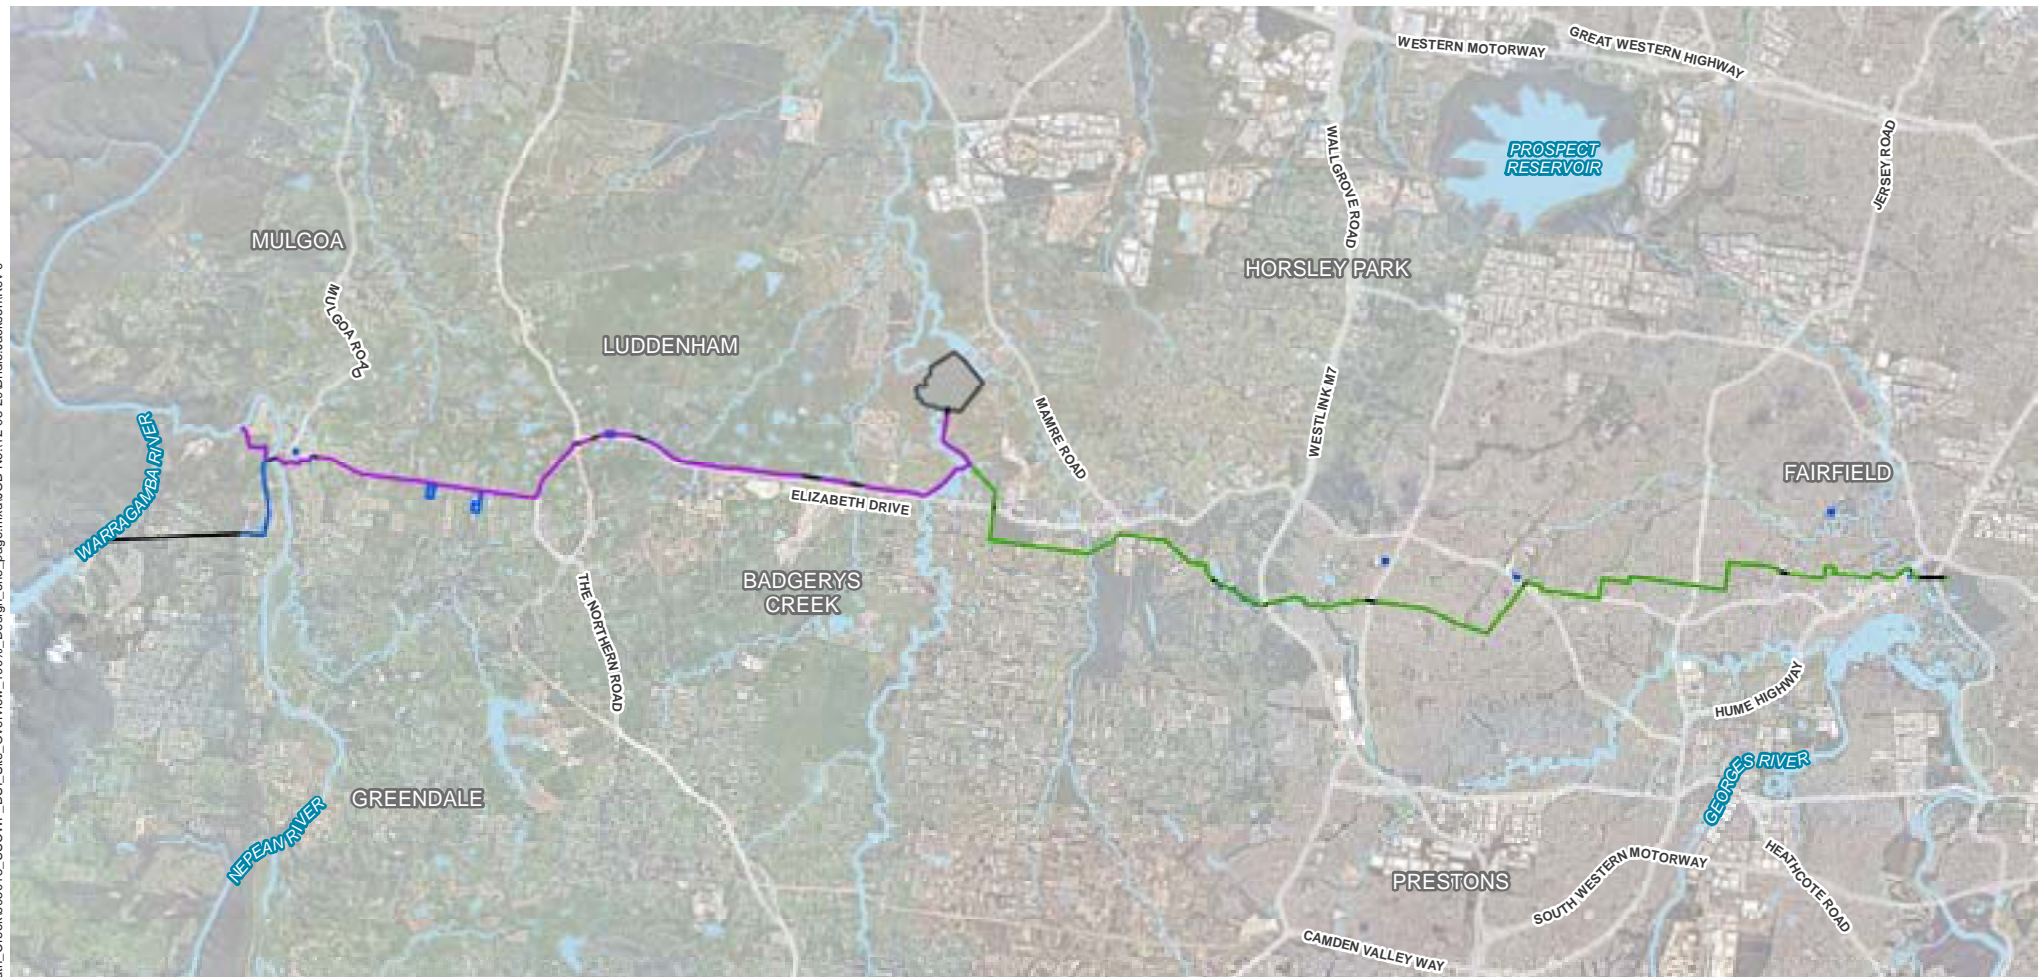 WESTERN MOTORWAY
GREAT WESTERN HIGHWAY
WALLGROVE ROAD
PROSPECT
RESERVOIR
JERSEY ROAD
MULGOA
HORSLEY PARK
MULGOA ROAD
LUDDENHAM
MAMRE ROAD
WESTLINK M7
WARRAGAMBA RIVER
FAIRFIELD
ELIZABETH DRIVE
BADGERYS
CREEK
THE NORTHERN ROAD
HUME HIGHWAY
GEORGES RIVER
GREENDALE
NEPEAN RIVER
PRESTONS
SOUTH WESTERN MOTORWAY
HEATHCOTE ROAD
CAMDEN VALLEY WAY